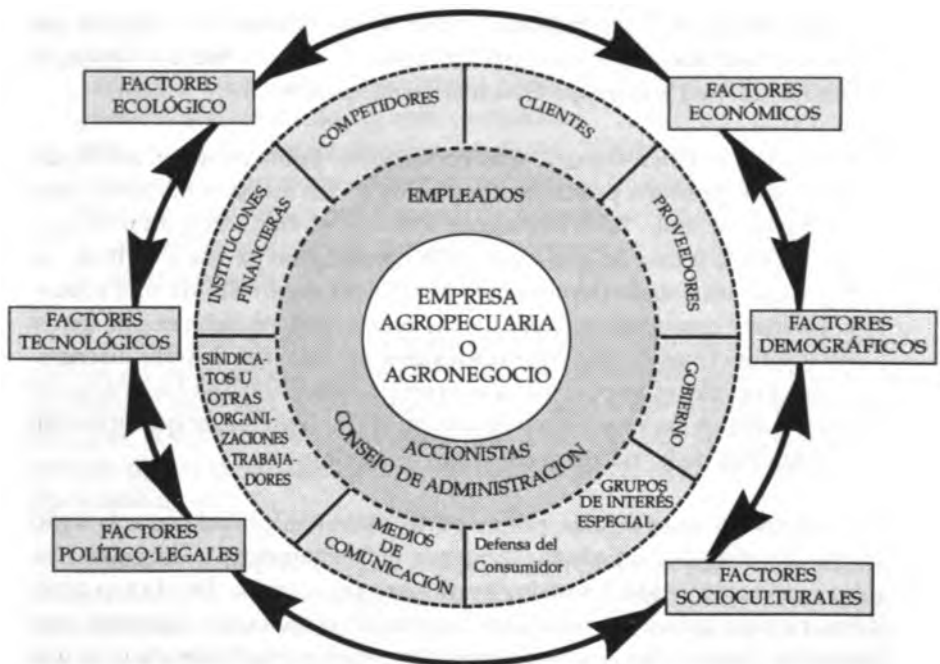 FACTORES
ECOLÓGICO
FACTORES
ECONÓMICOS
COMPETIDORES
CLIENTES
INSTITUCIONES
FINANCIERAS
EMPLEADOS
PROVEEDORES
EMPRESA
AGROPECUARIA
O
AGRONEGOCIO
FACTORES
TECNOLÓGICOS
FACTORES
DEMOGRÁFICOS
SINDICA-
TOS U
OTRAS
ORGANI-
ZACIONES
TRABAJA-
DORES
GOBIERNO
ACCIONISTAS
CONSEJO DE ADMINISTRACION
GRUPOS
DE INTERÉS
ESPECIAL
MEDIOS
DE
COMUNICACIÓN
Defensa del
Consumidor
FACTORES
POLÍTICO-LEGALES
FACTORES
SOCIOCULTURALES